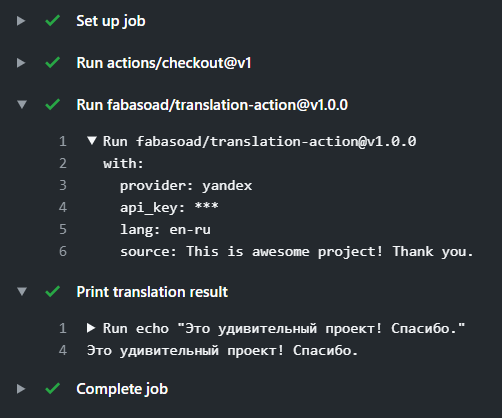 Set up job
Run actions/checkout@v1
Run fabasoad/translation-action@v1.0.0
1 Run fabasoad/translation-action@v1.0.0
2 with:
3 provider: yandex
4 api_key: ***
5 lang: en-ru
6 source: This is awesome project! Thank you.
Print translation result
1 Run echo "Это удивительный проект! Спасибо."
4 Это удивительный проект! Спасибо.
Complete job